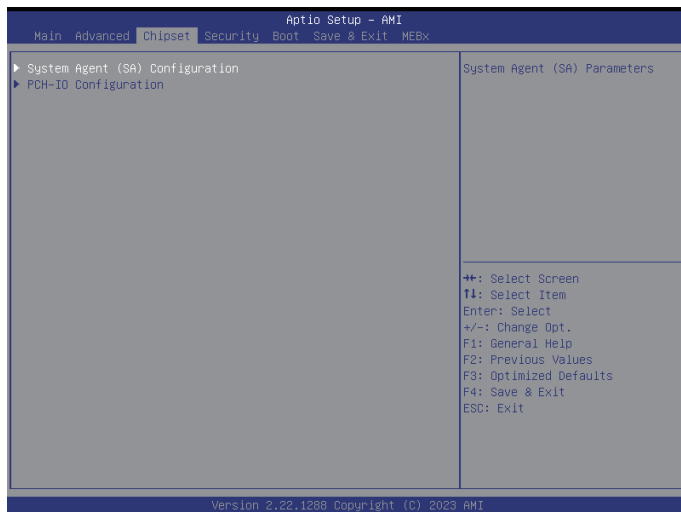 Aptio Setup – AMI
Main Advanced Chipset Security Boot Save & Exit MEBx
▶ System Agent (SA) Configuration
▶ PCH-IO Configuration
System Agent (SA) Parameters
→←: Select Screen
↑↓: Select Item
Enter: Select
+/-: Change Opt.
F1: General Help
F2: Previous Values
F3: Optimized Defaults
F4: Save & Exit
ESC: Exit
Version 2.22.1288 Copyright (C) 2023 AMI